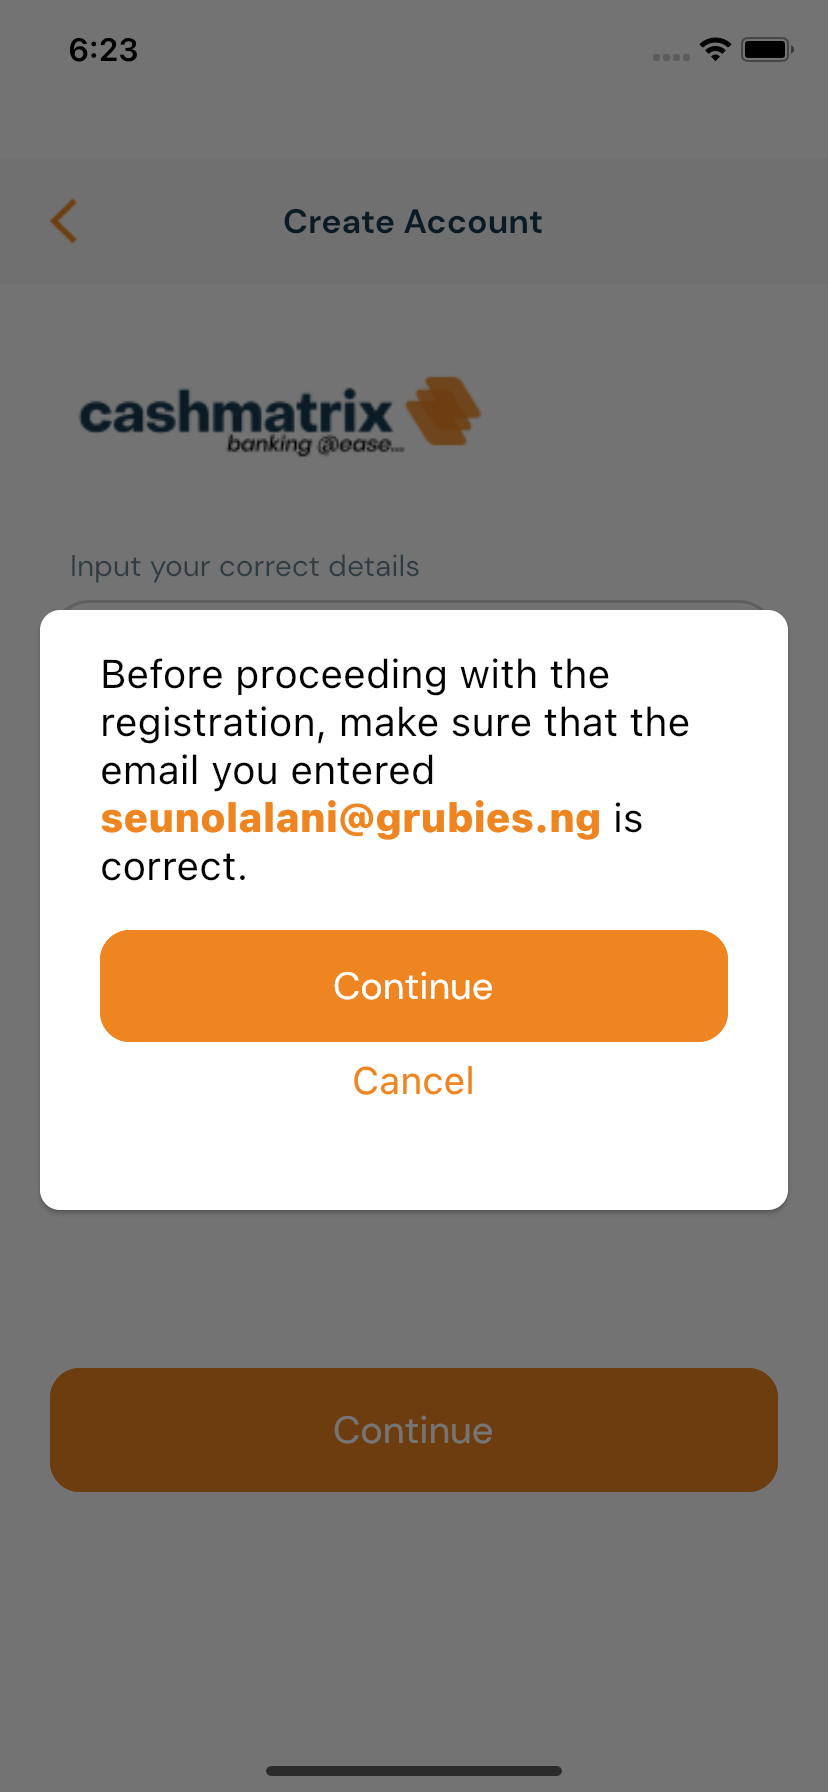 6:23
Create Account
cashmatrix
banking @ease...
Input your correct details
Before proceeding with the
registration, make sure that the
email you entered
seunolalani@grubies.ng is
correct.
Continue
Cancel
Continue